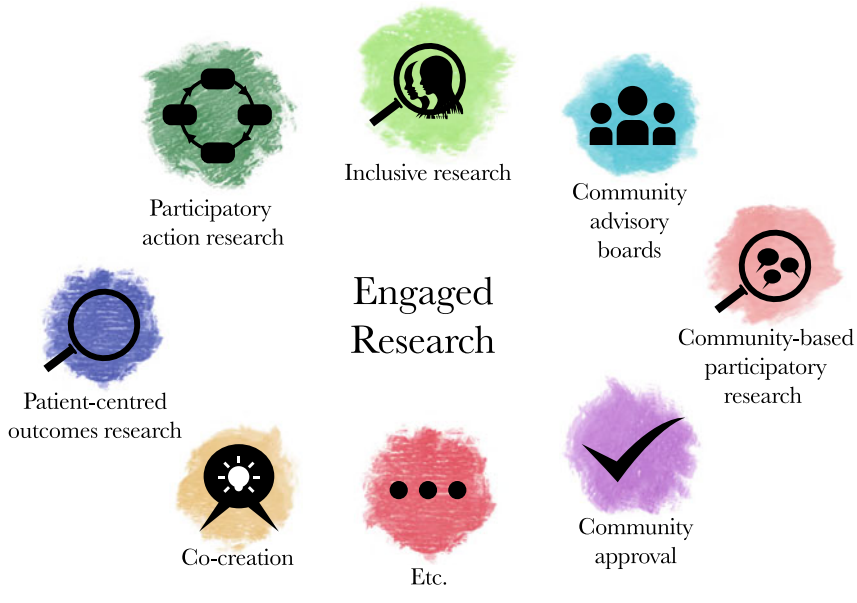 Inclusive research
Community
advisory
boards
Participatory
action research
Engaged
Research
Community-based
participatory
research
Patient-centred
outcomes research
Community
approval
Co-creation
Etc.